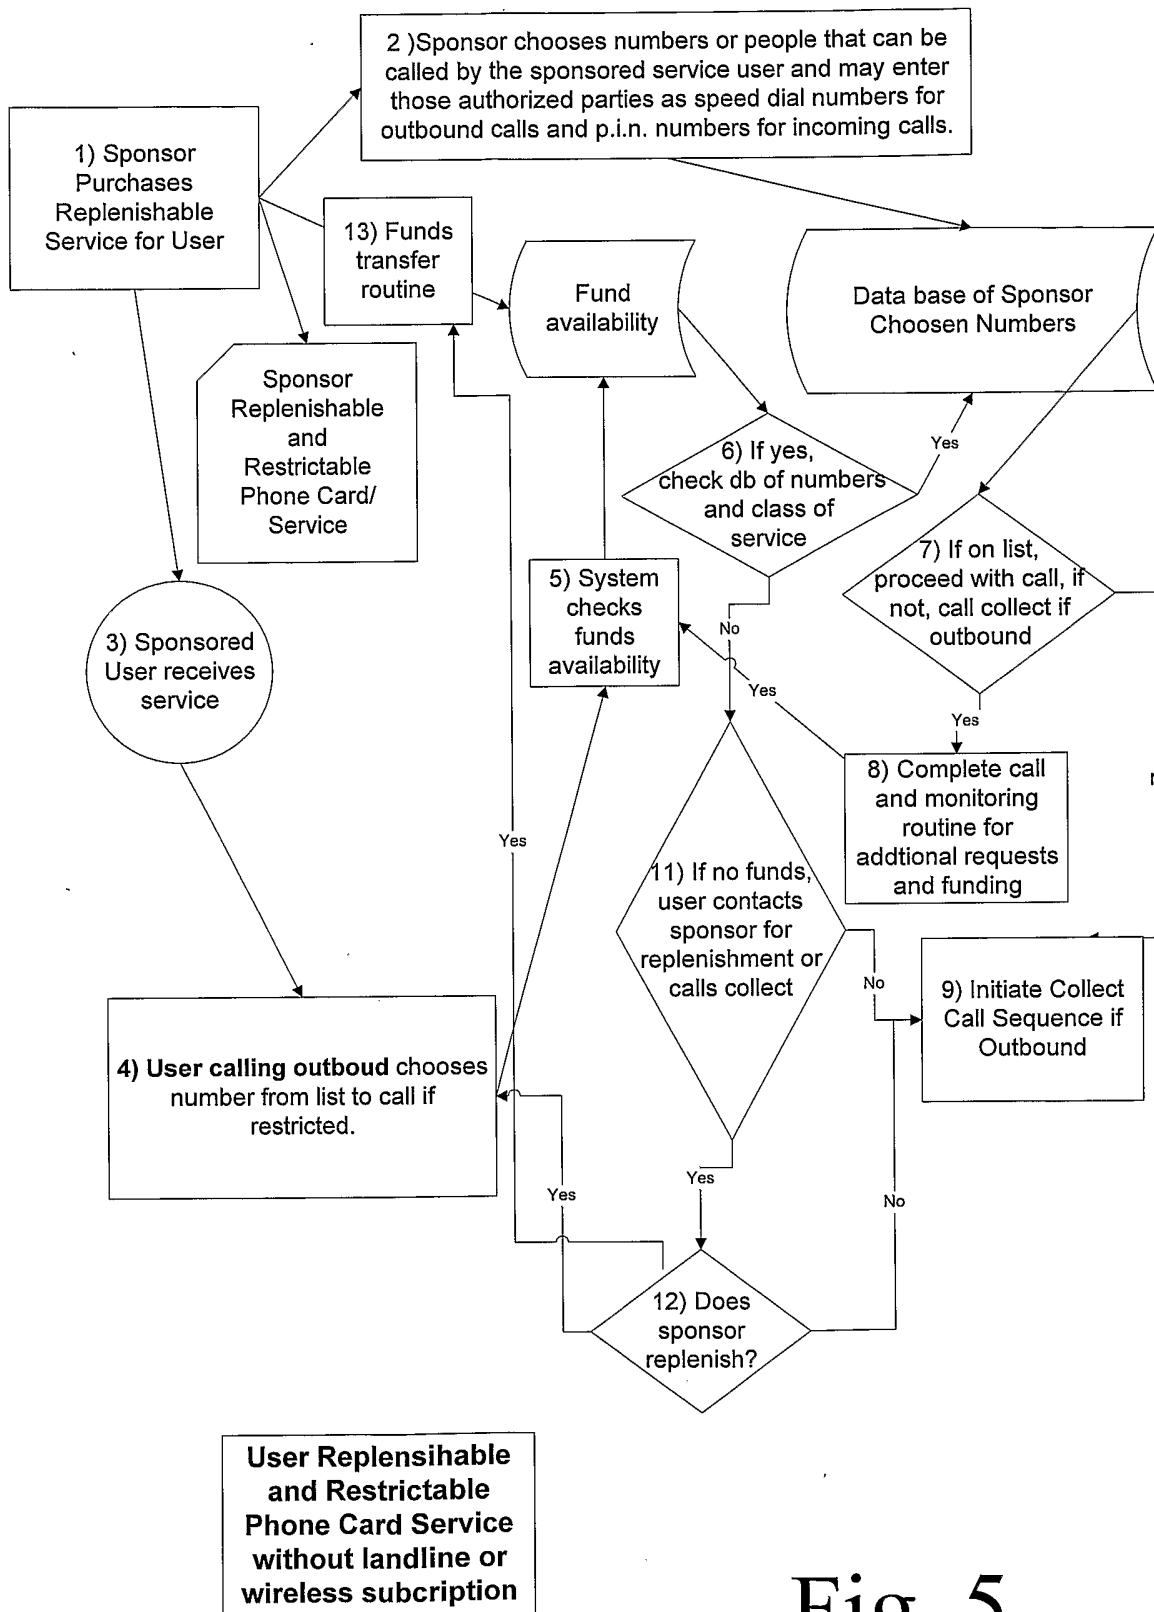 2 )Sponsor chooses numbers or people that can be
called by the sponsored service user and may enter
those authorized parties as speed dial numbers for
outbound calls and p.i.n. numbers for incoming calls.
1) Sponsor
Purchases
Replenishable
Service for User
13) Funds
transfer
routine
Fund
availability
Data base of Sponsor
Choosen Numbers
Sponsor
Replenishable
and
Restrictable
Phone Card/
Service
6) If yes,
check db of numbers
and class of
service
Yes
7) If on list,
proceed with call, if
not, call collect if
outbound
5) System
checks
funds
availability
No
Yes
3) Sponsored
User receives
service
Yes
8) Complete call
and monitoring
routine for
addtional requests
and funding
Yes
11) If no funds,
user contacts
sponsor for
replenishment or
calls collect
No
9) Initiate Collect
Call Sequence if
Outbound
4) User calling outboud chooses
number from list to call if
restricted.
Yes
Yes
No
12) Does
sponsor
replenish?
User Replensihable
and Restrictable
Phone Card Service
without landline or
wireless subcription
Fig. 5